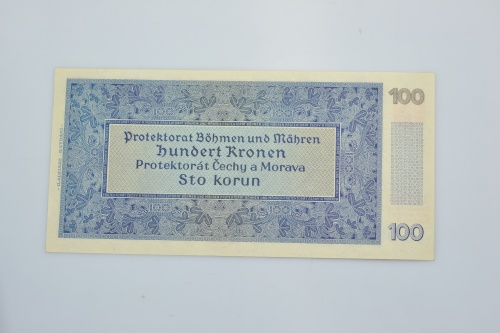 100
Protektorat Böhmen und Mähren
Hundert Kronen
Protektorát Čechy a Morava
Sto korun
100